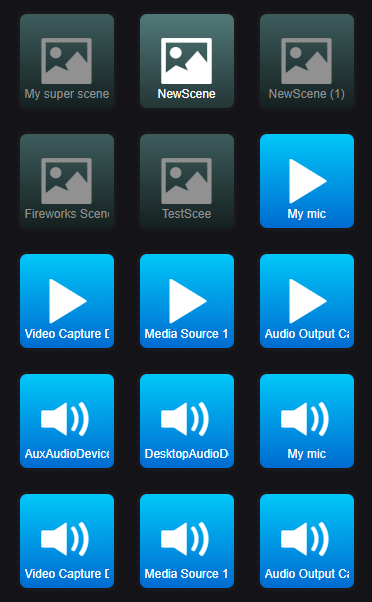 My super scene
NewScene
NewScene (1)
Fireworks Scen
TestScee
My mic
Video Capture D
Media Source 1
Audio Output Ca
AuxAudioDevice
DesktopAudioD
My mic
Video Capture D
Media Source 1
Audio Output Ca